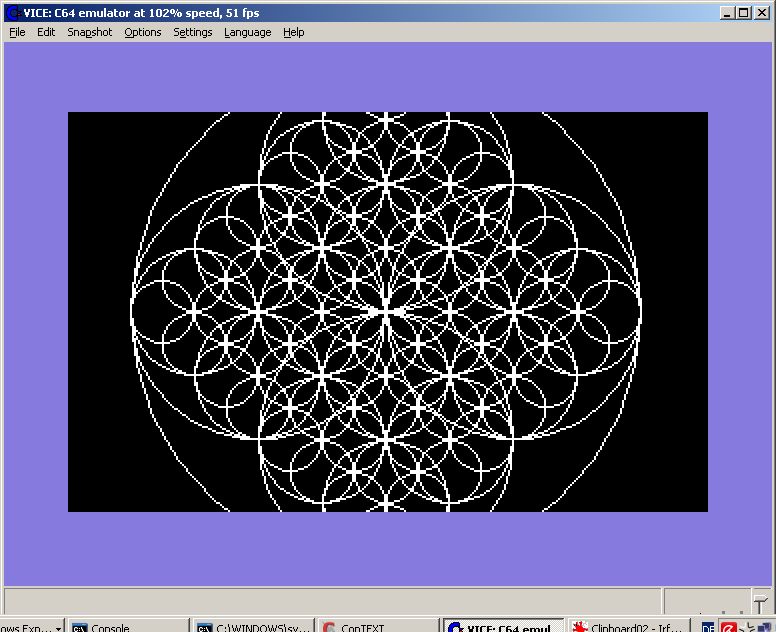 VICE: C64 emulator at 102% speed, 51 fps
File Edit Snapshot Options Settings Language Help
ows Exp... Console C:\WINDOWS\sy... ConTEXT VICE: C64 emul... Clipboard02 - Irf... DE